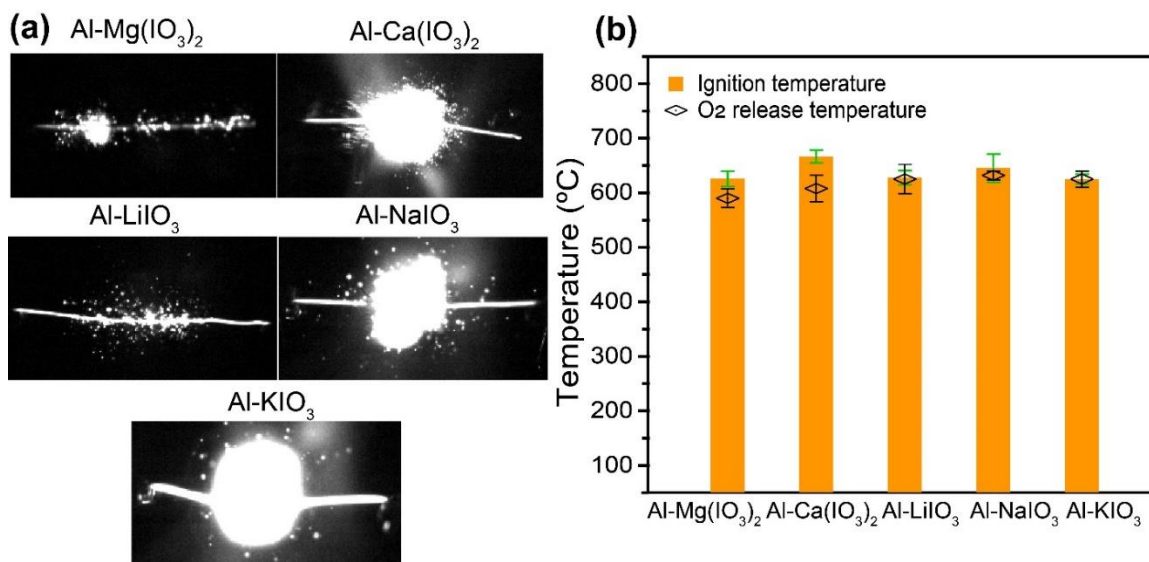 (a)
Al-Mg(IO₃)₂
Al-Ca(IO₃)₂
Al-LiIO₃
Al-NaIO₃
Al-KIO₃
(b)
Ignition temperature
O₂ release temperature
Temperature (ºC)
800
700
600
500
400
300
200
100
Al-Mg(IO₃)₂ Al-Ca(IO₃)₂ Al-LiIO₃ Al-NaIO₃ Al-KIO₃